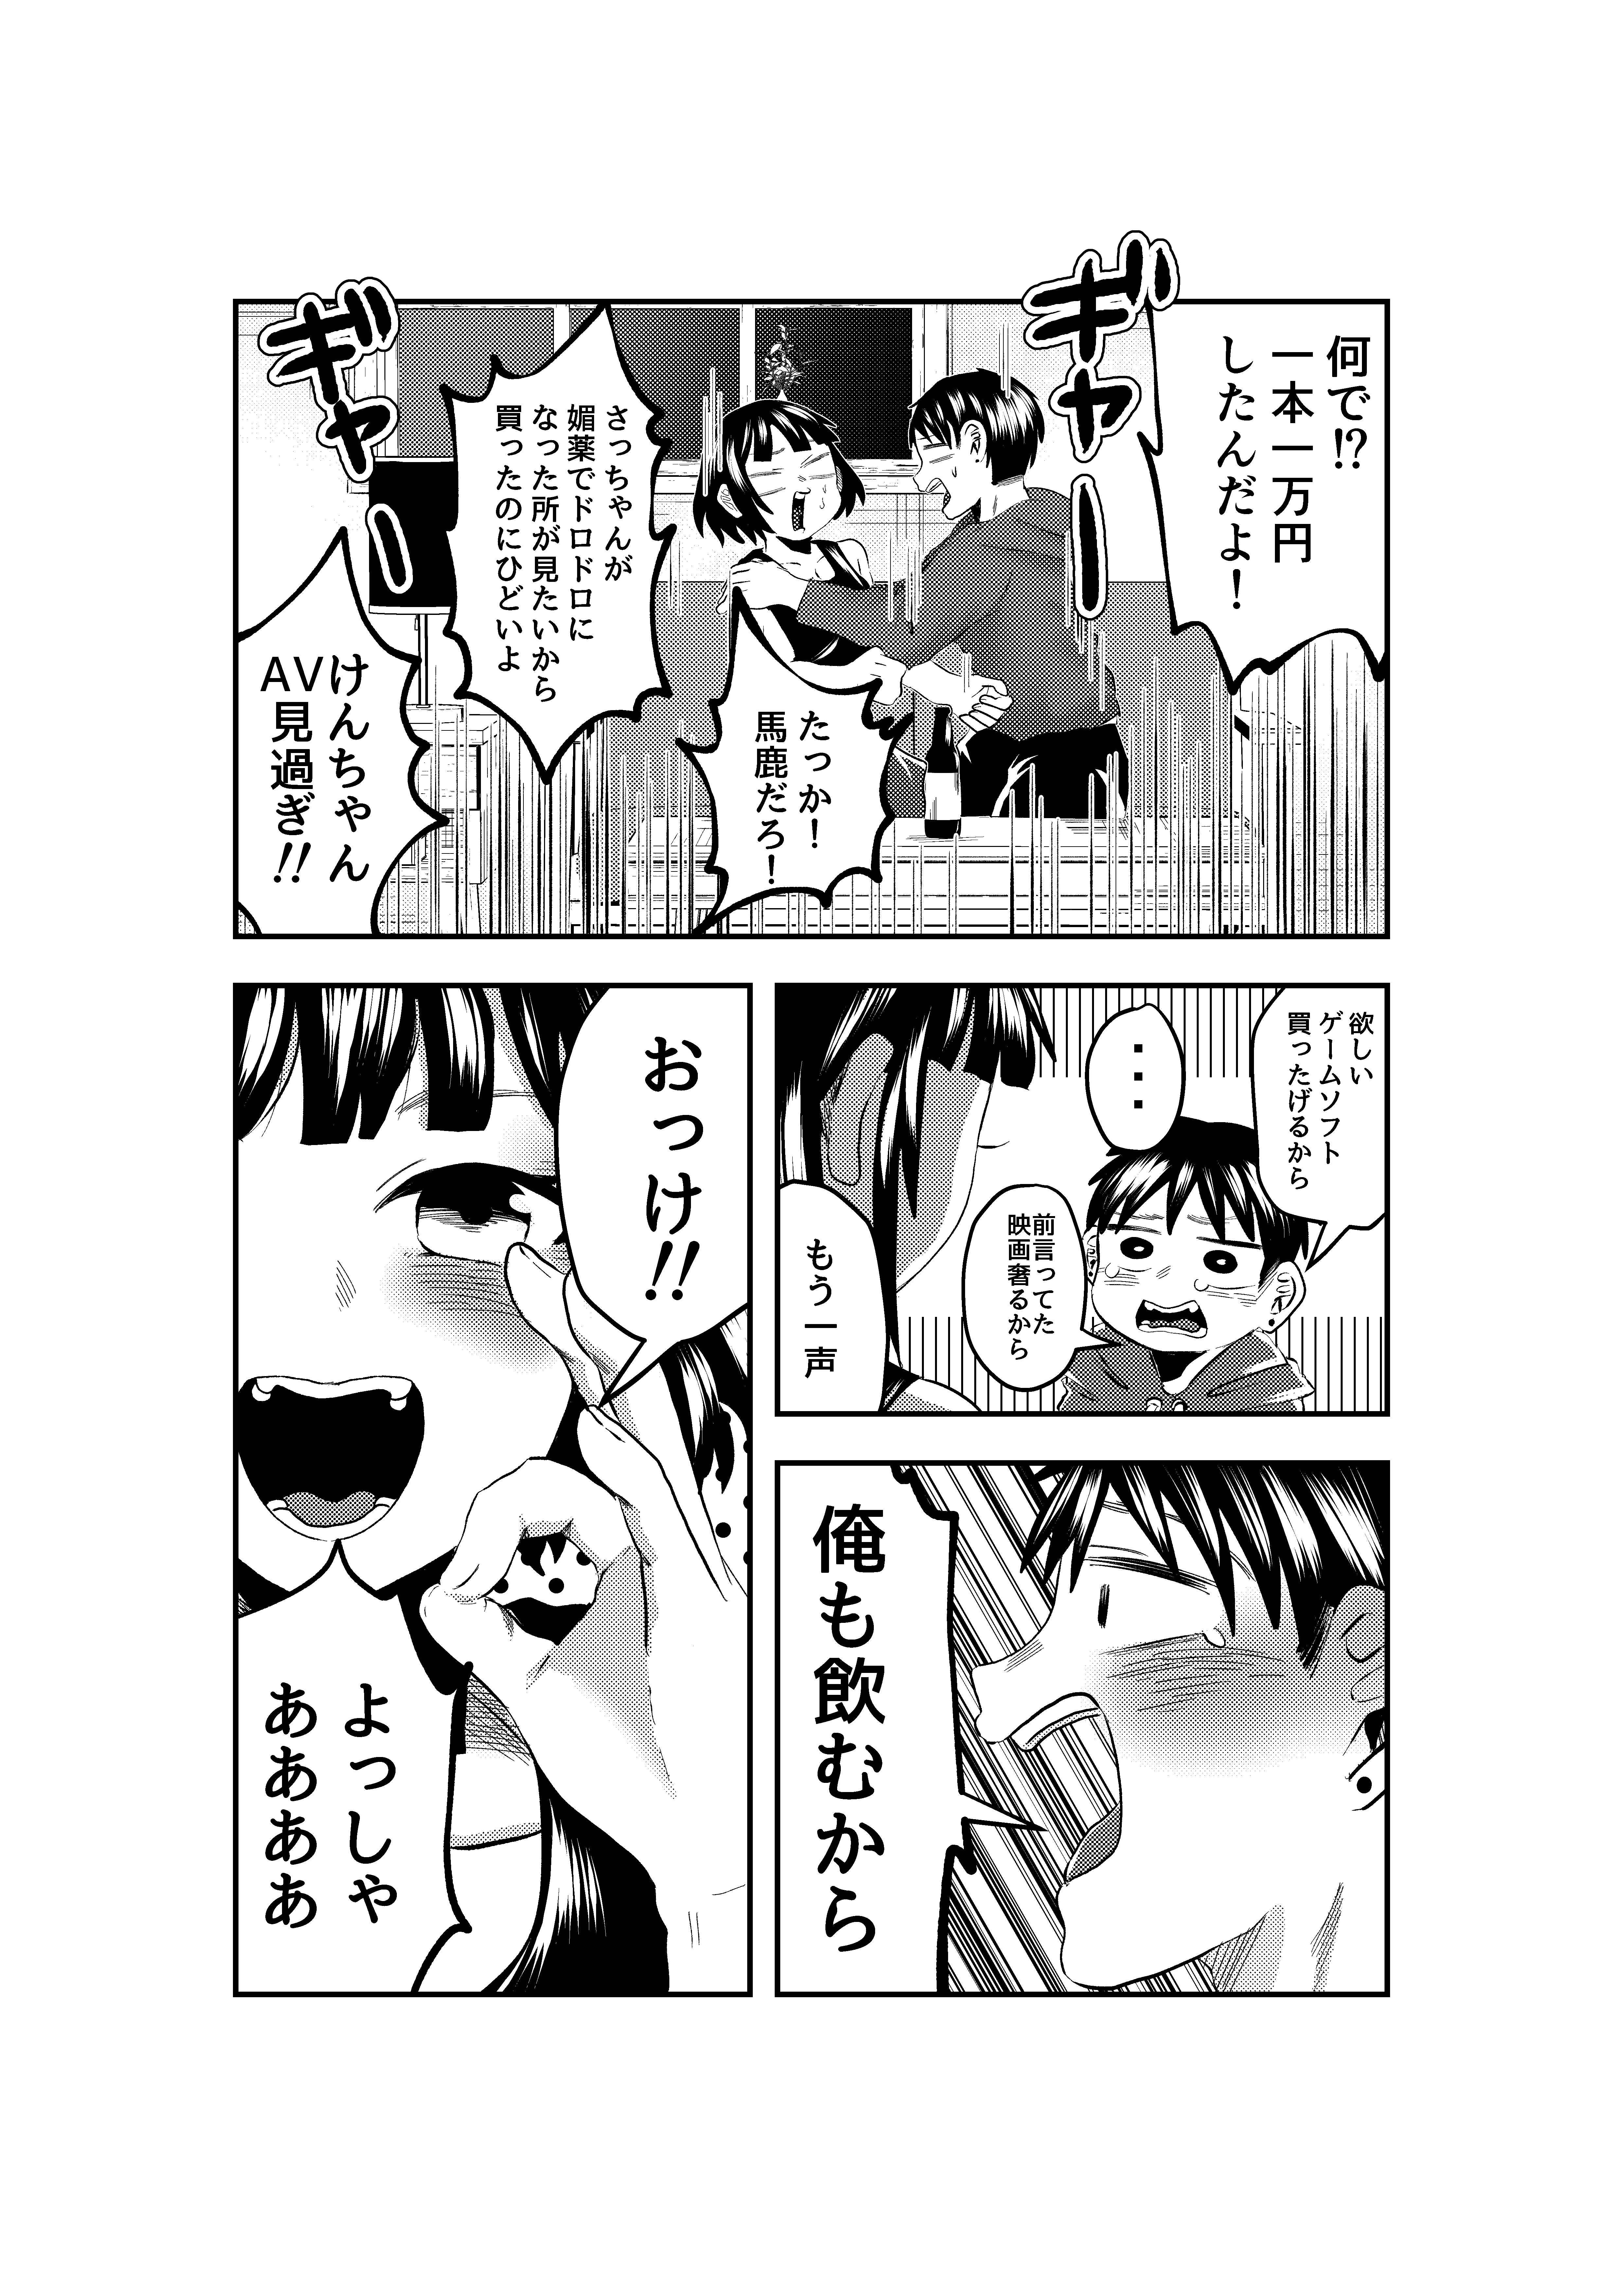 何で⁉
一本一万円
したんだよ！
ギャー
たっか！
馬鹿だろ！
さっちゃんが
媚薬でドロドロに
なった所が見たいから
買ったのにひどいよ
ギャー
けんちゃん
AV見過ぎ!!
欲しい
ゲームソフト
買ったげるから
・・・
前言ってた
映画奢るから
もう一声
俺も飲むから
おっけ!!
よっしゃ
ああああ